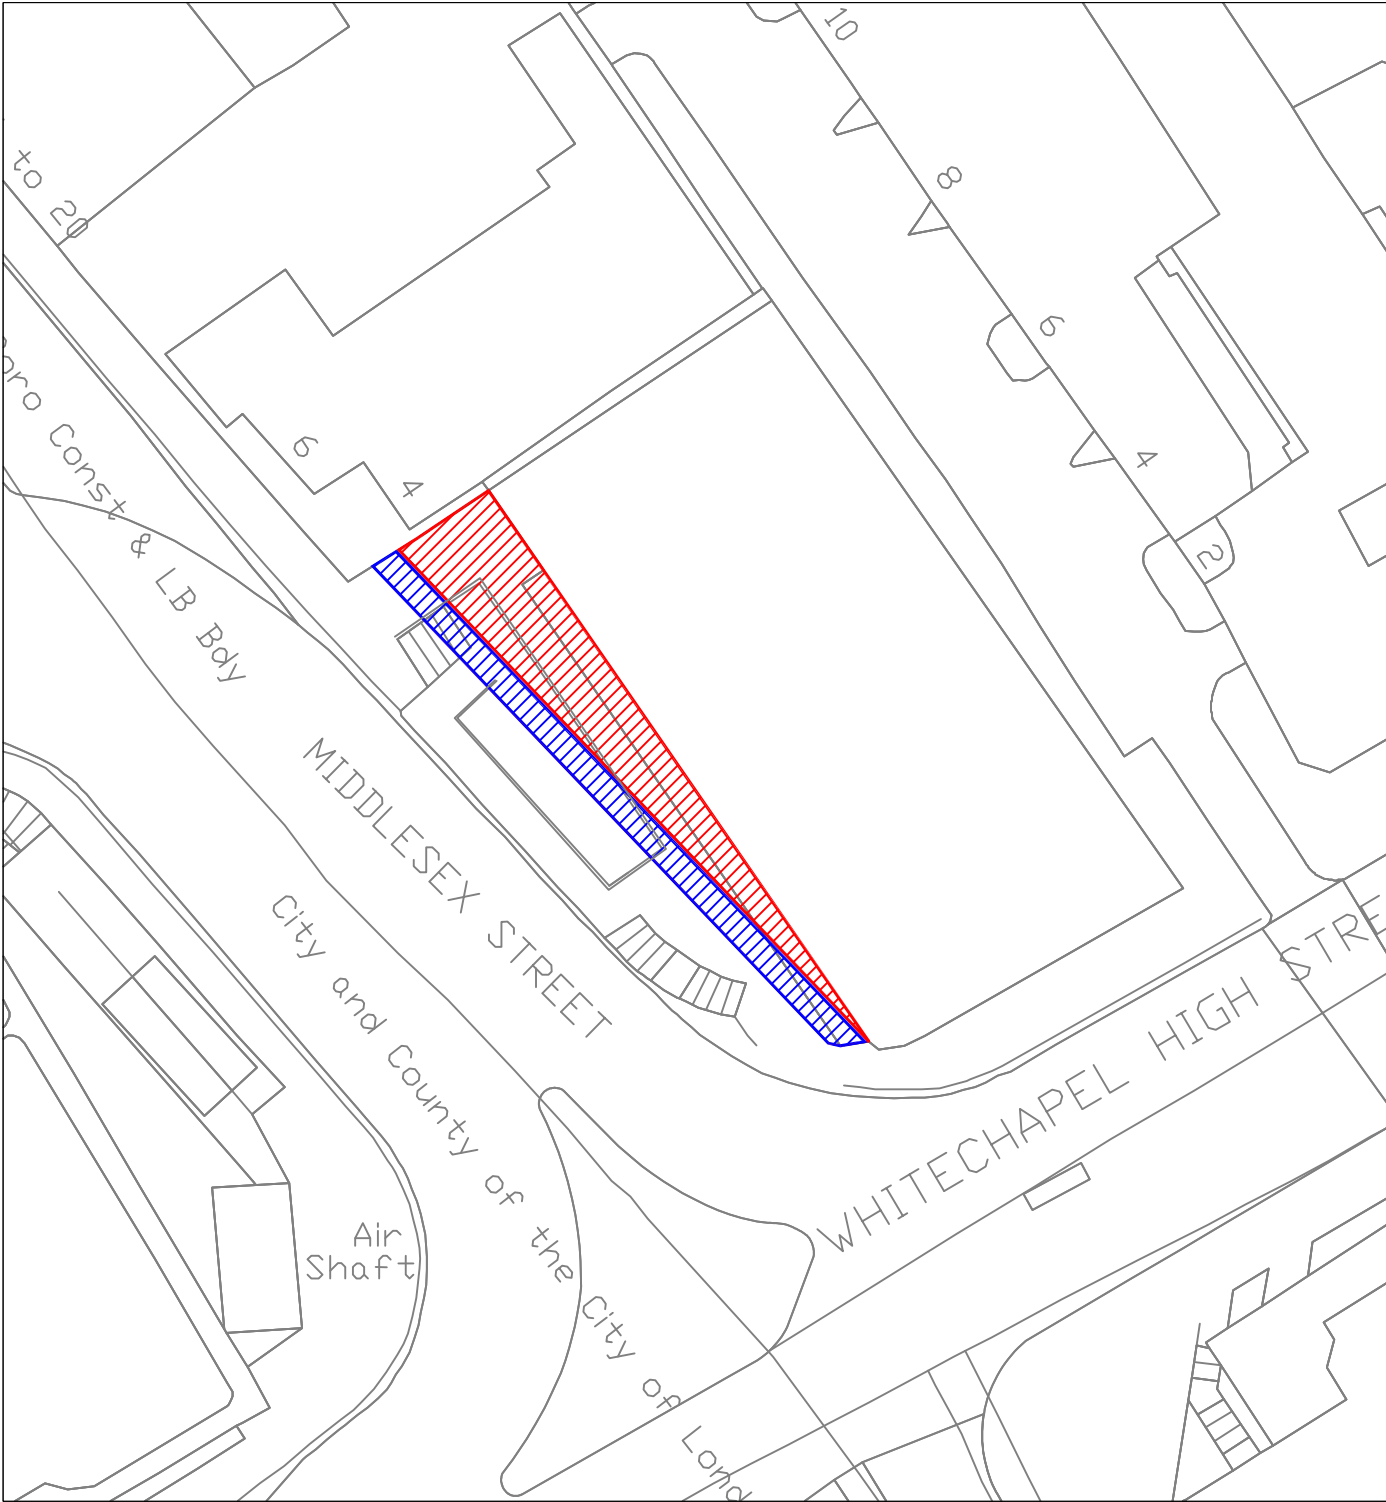 10
to 20
8
6
4
2
6
4
oro Const & LB Bdy
MIDDLESEX STREET
City and County of the City of Lond
WHITECHAPEL HIGH STRE
Air
Shaft